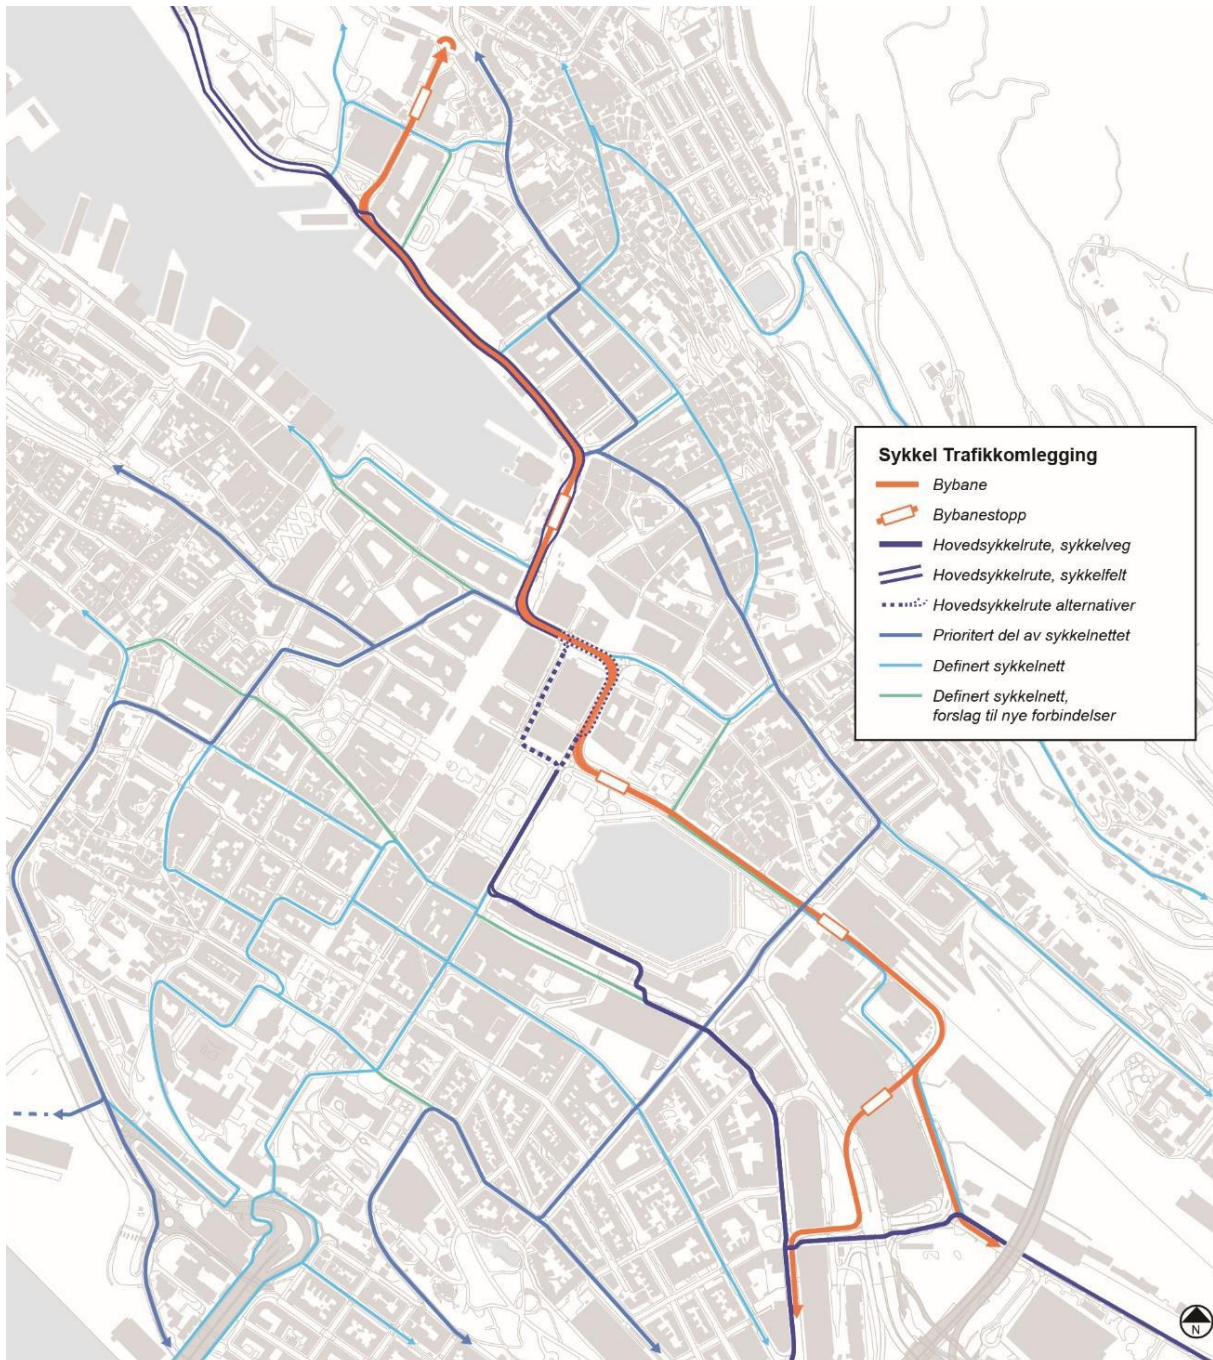 Sykkel Trafikkomlegging
Bybane
Bybanestopp
Hovedsykkelrute, sykkelveg
Hovedsykkelrute, sykkelfelt
Hovedsykkelrute alternativer
Prioritert del av sykkelnettet
Definert sykkelnett
Definert sykkelnett,
forslag til nye forbindelser
N